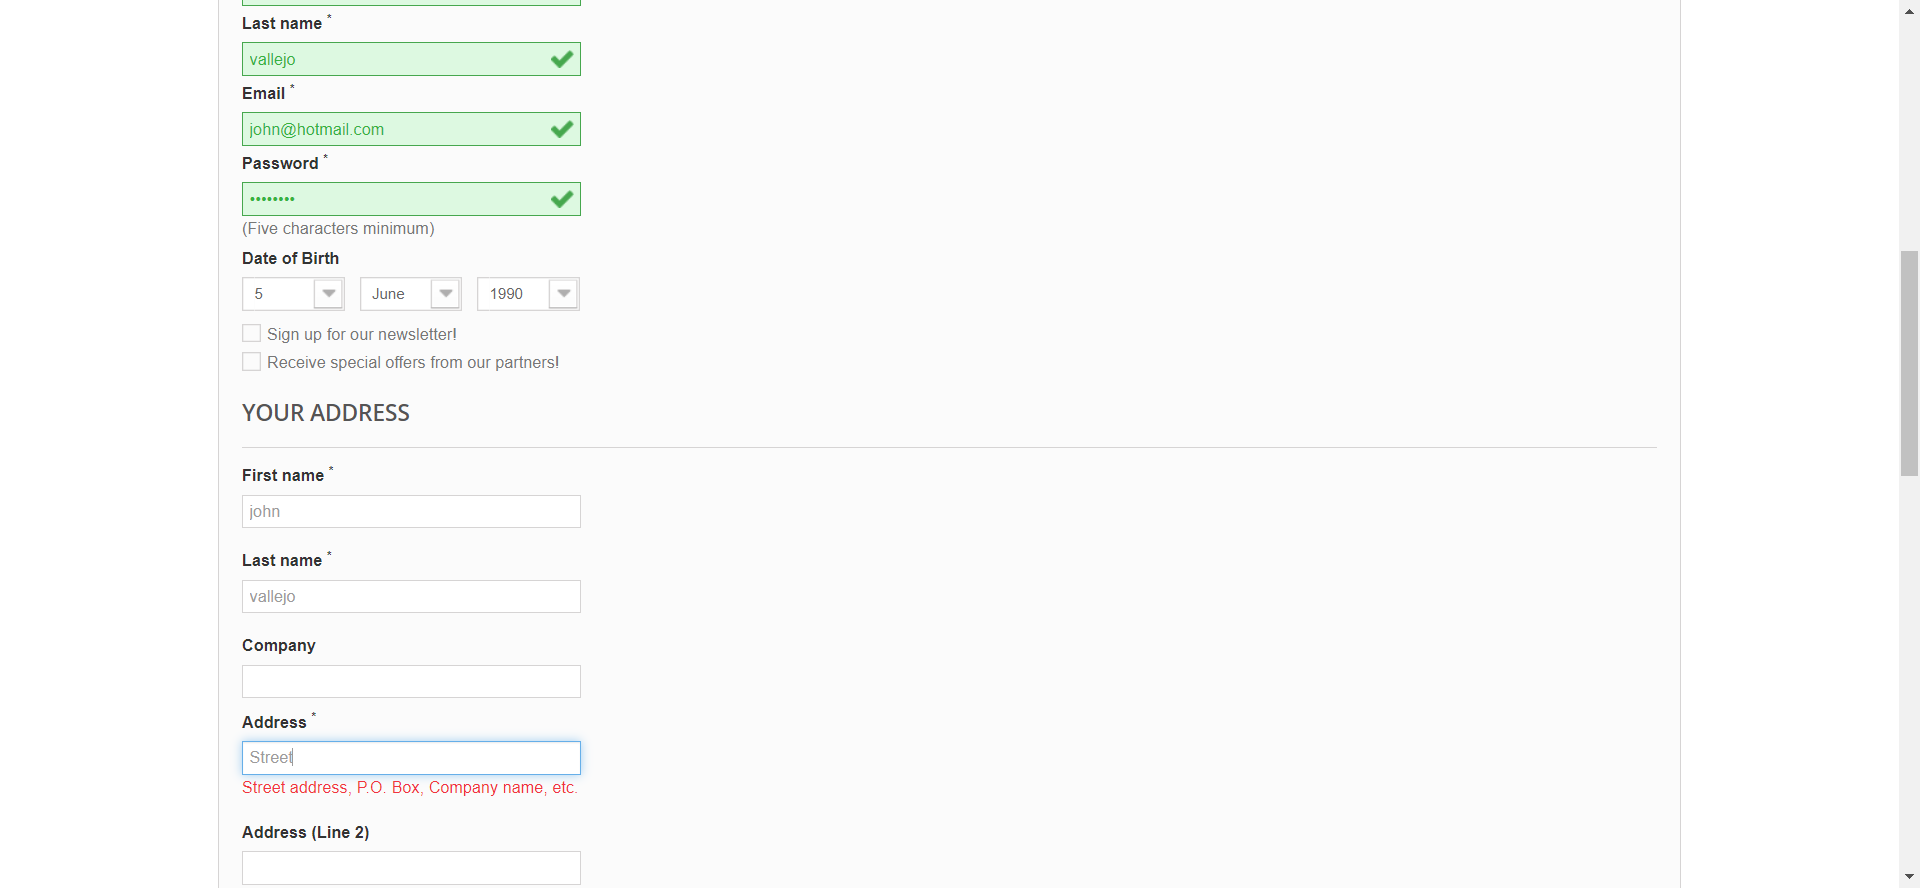 Last name *
vallejo
Email *
john@hotmail.com
Password *
••••••••
(Five characters minimum)
Date of Birth
5 June 1990
Sign up for our newsletter!
Receive special offers from our partners!
YOUR ADDRESS
First name *
john
Last name *
vallejo
Company
Address *
Street
Street address, P.O. Box, Company name, etc.
Address (Line 2)